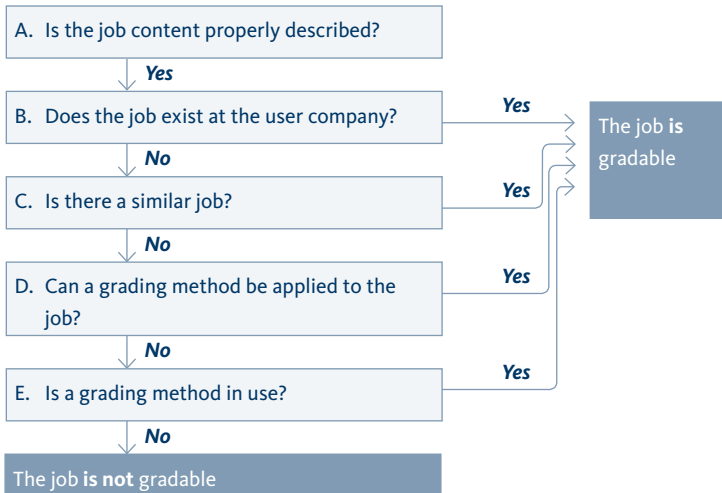 A. Is the job content properly described?
Yes
B. Does the job exist at the user company?
Yes
The job is
gradable
No
C. Is there a similar job?
Yes
No
D. Can a grading method be applied to the
job?
Yes
No
E. Is a grading method in use?
Yes
No
The job is not gradable